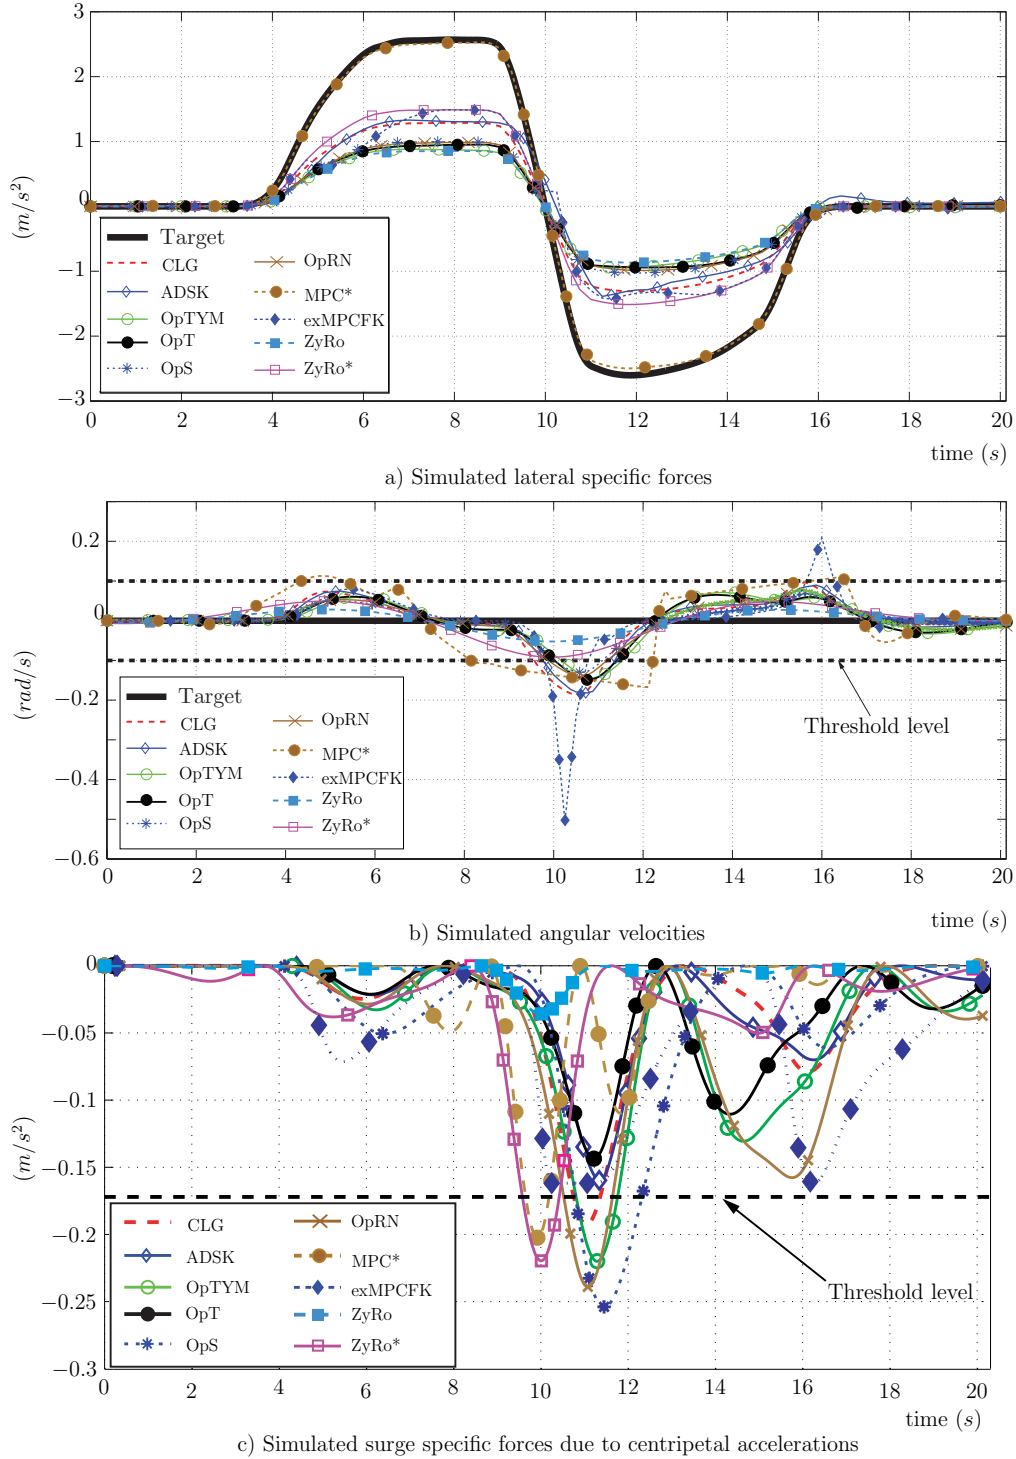 3
2
1
0
−1
−2
−3
(m/s²)
Target
CLG
ADSK
OpTYM
OpT
OpS
OpRN
MPC*
exMPCFK
ZyRo
ZyRo*
0 2 4 6 8 10 12 14 16 18 20
time (s)
a) Simulated lateral specific forces
0.2
0
−0.2
−0.4
−0.6
(rad/s)
Threshold level
Target
CLG
ADSK
OpTYM
OpT
OpS
OpRN
MPC*
exMPCFK
ZyRo
ZyRo*
0 2 4 6 8 10 12 14 16 18 20
time (s)
b) Simulated angular velocities
0
−0.05
−0.1
−0.15
−0.2
−0.25
−0.3
(m/s²)
Threshold level
CLG
ADSK
OpTYM
OpT
OpS
OpRN
MPC*
exMPCFK
ZyRo
ZyRo*
0 2 4 6 8 10 12 14 16 18 20
time (s)
c) Simulated surge specific forces due to centripetal accelerations